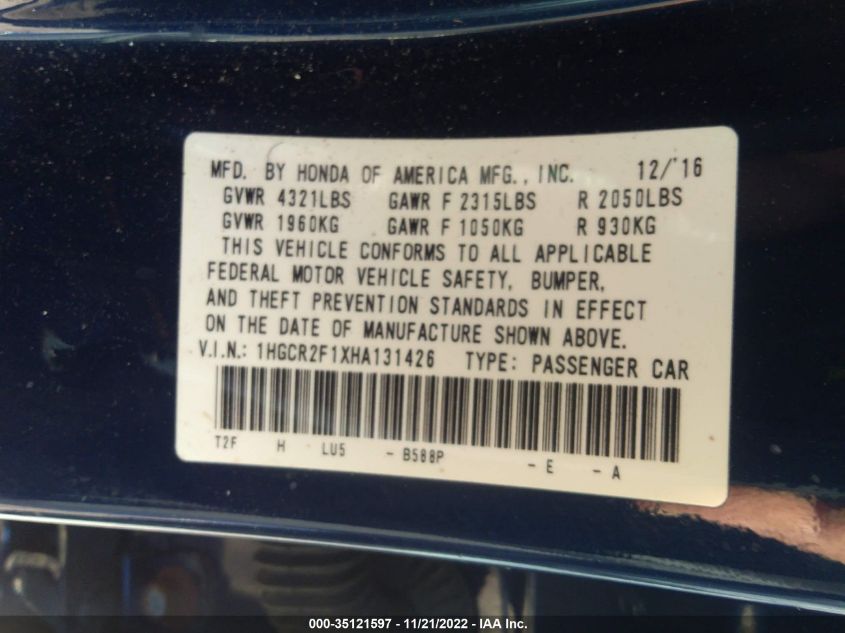 MFD. BY HONDA OF AMERICA MFG., INC. 12/'16
GVWR 4321LBS GAWR F 2315LBS R 2050LBS
GVWR 1960KG GAWR F 1050KG R 930KG
THIS VEHICLE CONFORMS TO ALL APPLICABLE
FEDERAL MOTOR VEHICLE SAFETY, BUMPER,
AND THEFT PREVENTION STANDARDS IN EFFECT
ON THE DATE OF MANUFACTURE SHOWN ABOVE.
V.I.N.: 1HGCR2F1XHA131426 TYPE: PASSENGER CAR
T2F H LU5 - B588P - E - A
000-35121597 - 11/21/2022 - IAA Inc.